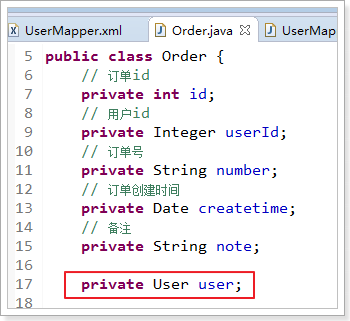 UserMapper.xml
Order.java
UserMap
5 public class Order {
6 // 订单id
7 private int id;
8 // 用户id
9 private Integer userId;
10 // 订单号
11 private String number;
12 // 订单创建时间
13 private Date createtime;
14 // 备注
15 private String note;
16
17 private User user;
18